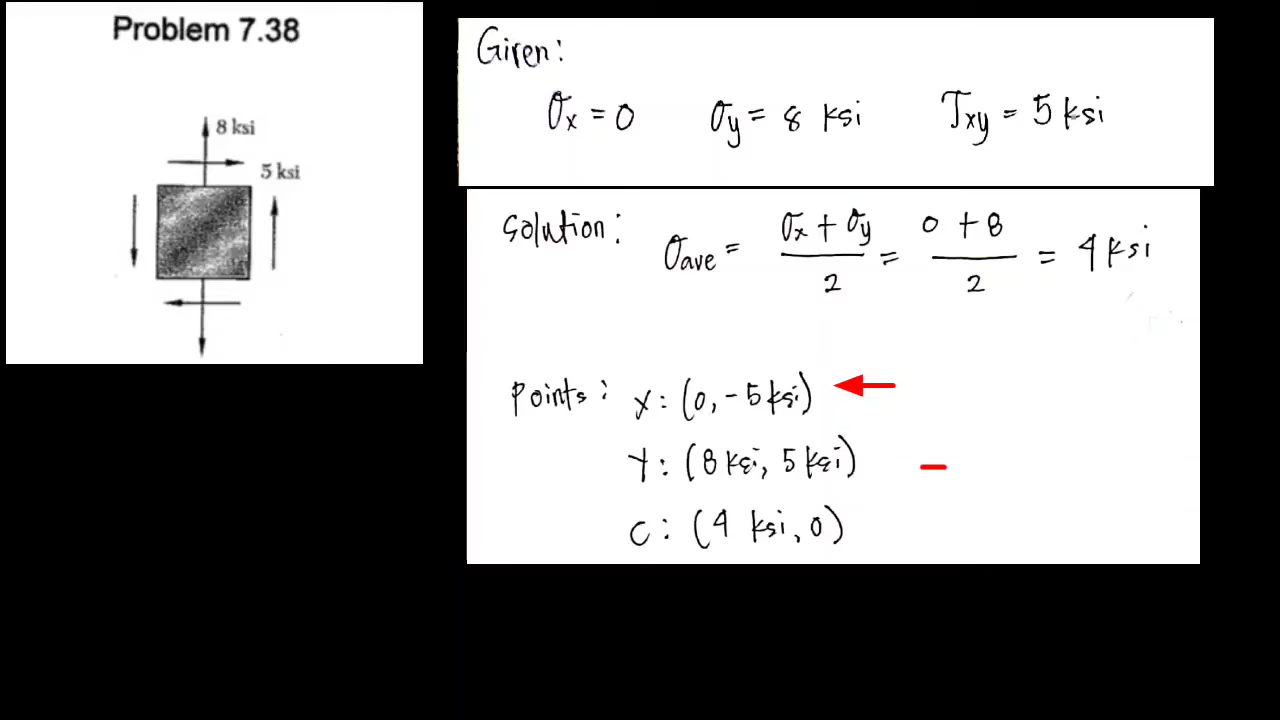 Problem 7.38
8 ksi
5 ksi
Given:
σx = 0 σy = 8 ksi τxy = 5 ksi
Solution: σave = σx + σy / 2 = 0 + 8 / 2 = 4 ksi
Points: X: (0, -5 ksi)
Y: (8 ksi, 5 ksi)
C: (4 ksi, 0)